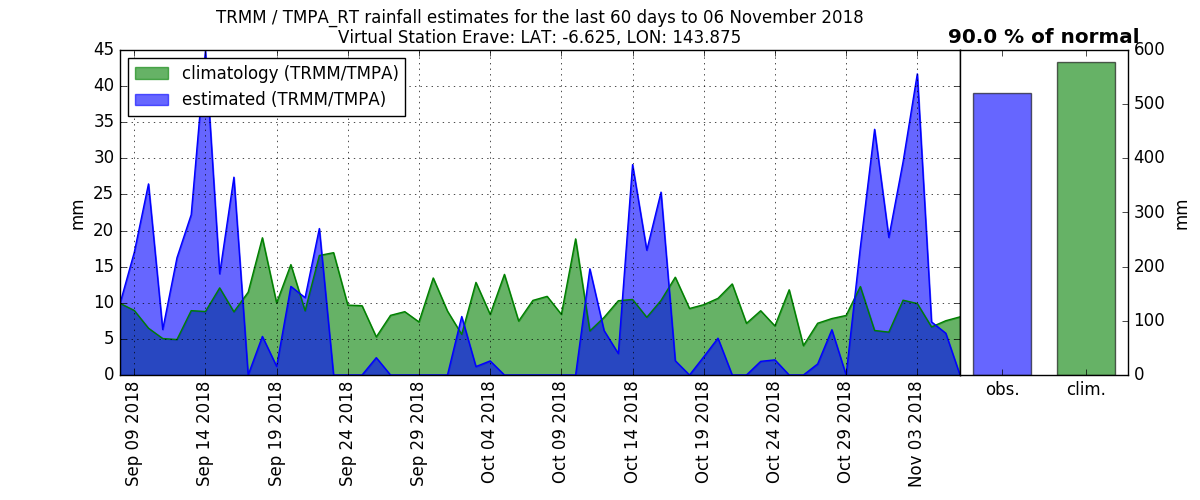 TRMM / TMPA_RT rainfall estimates for the last 60 days to 06 November 2018
Virtual Station Erave: LAT: -6.625, LON: 143.875
90.0 % of normal
climatology (TRMM/TMPA)
estimated (TRMM/TMPA)
45
40
35
30
25
20
15
10
5
0
mm
Sep 09 2018
Sep 14 2018
Sep 19 2018
Sep 24 2018
Sep 29 2018
Oct 04 2018
Oct 09 2018
Oct 14 2018
Oct 19 2018
Oct 24 2018
Oct 29 2018
Nov 03 2018
obs.
clim.
600
500
400
300
200
100
0
mm